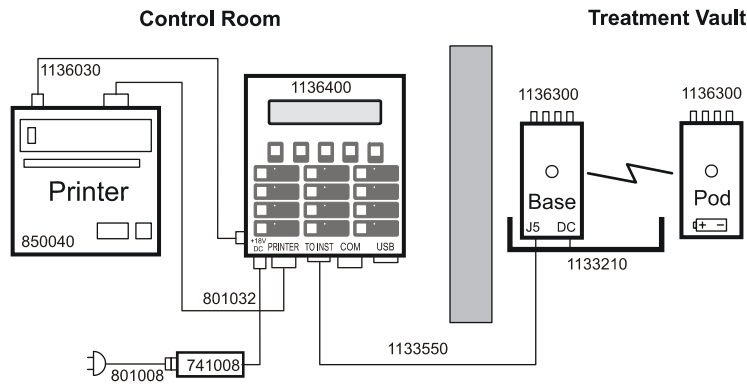 Control Room
Treatment Vault
1136030
1136400
1136300
1136300
Printer
850040
Base
Pod
J5 DC
+ −
+18V
DC
PRINTER TO INST COM USB
1133210
801032
1133550
801008
741008